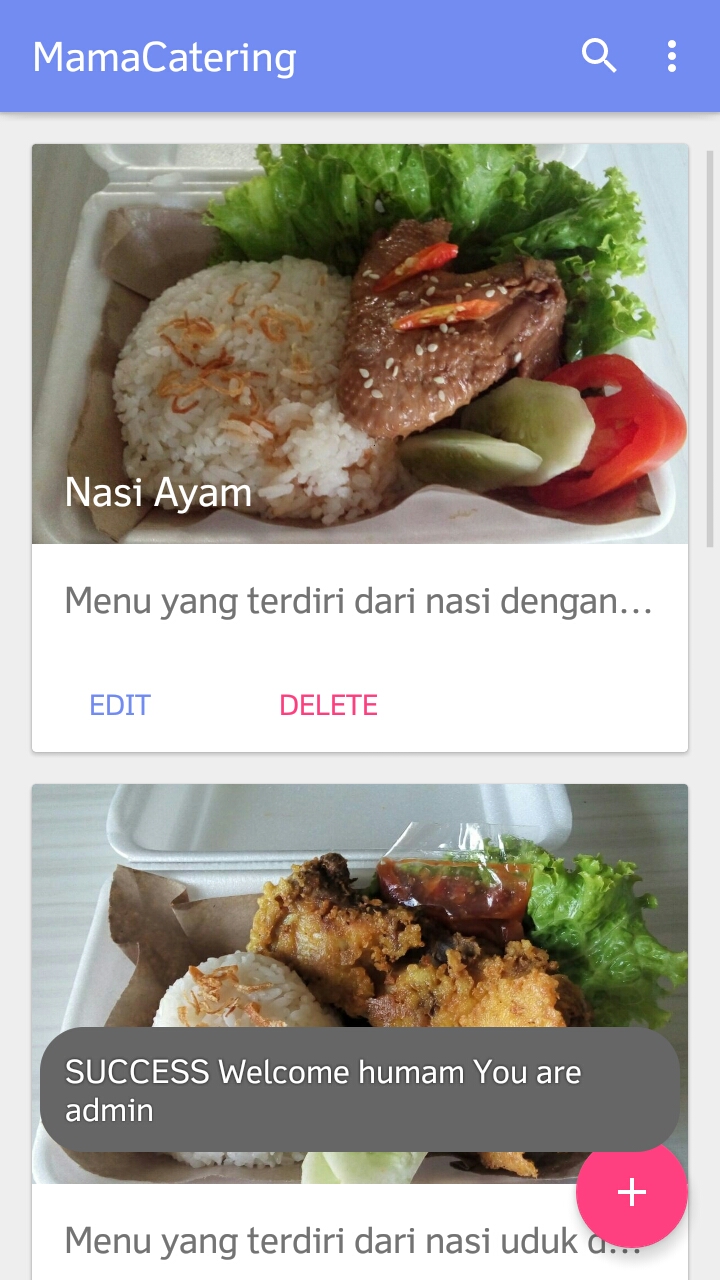 MamaCatering
Nasi Ayam
Menu yang terdiri dari nasi dengan...
EDIT
DELETE
SUCCESS Welcome humam You are
admin
Menu yang terdiri dari nasi uduk d...